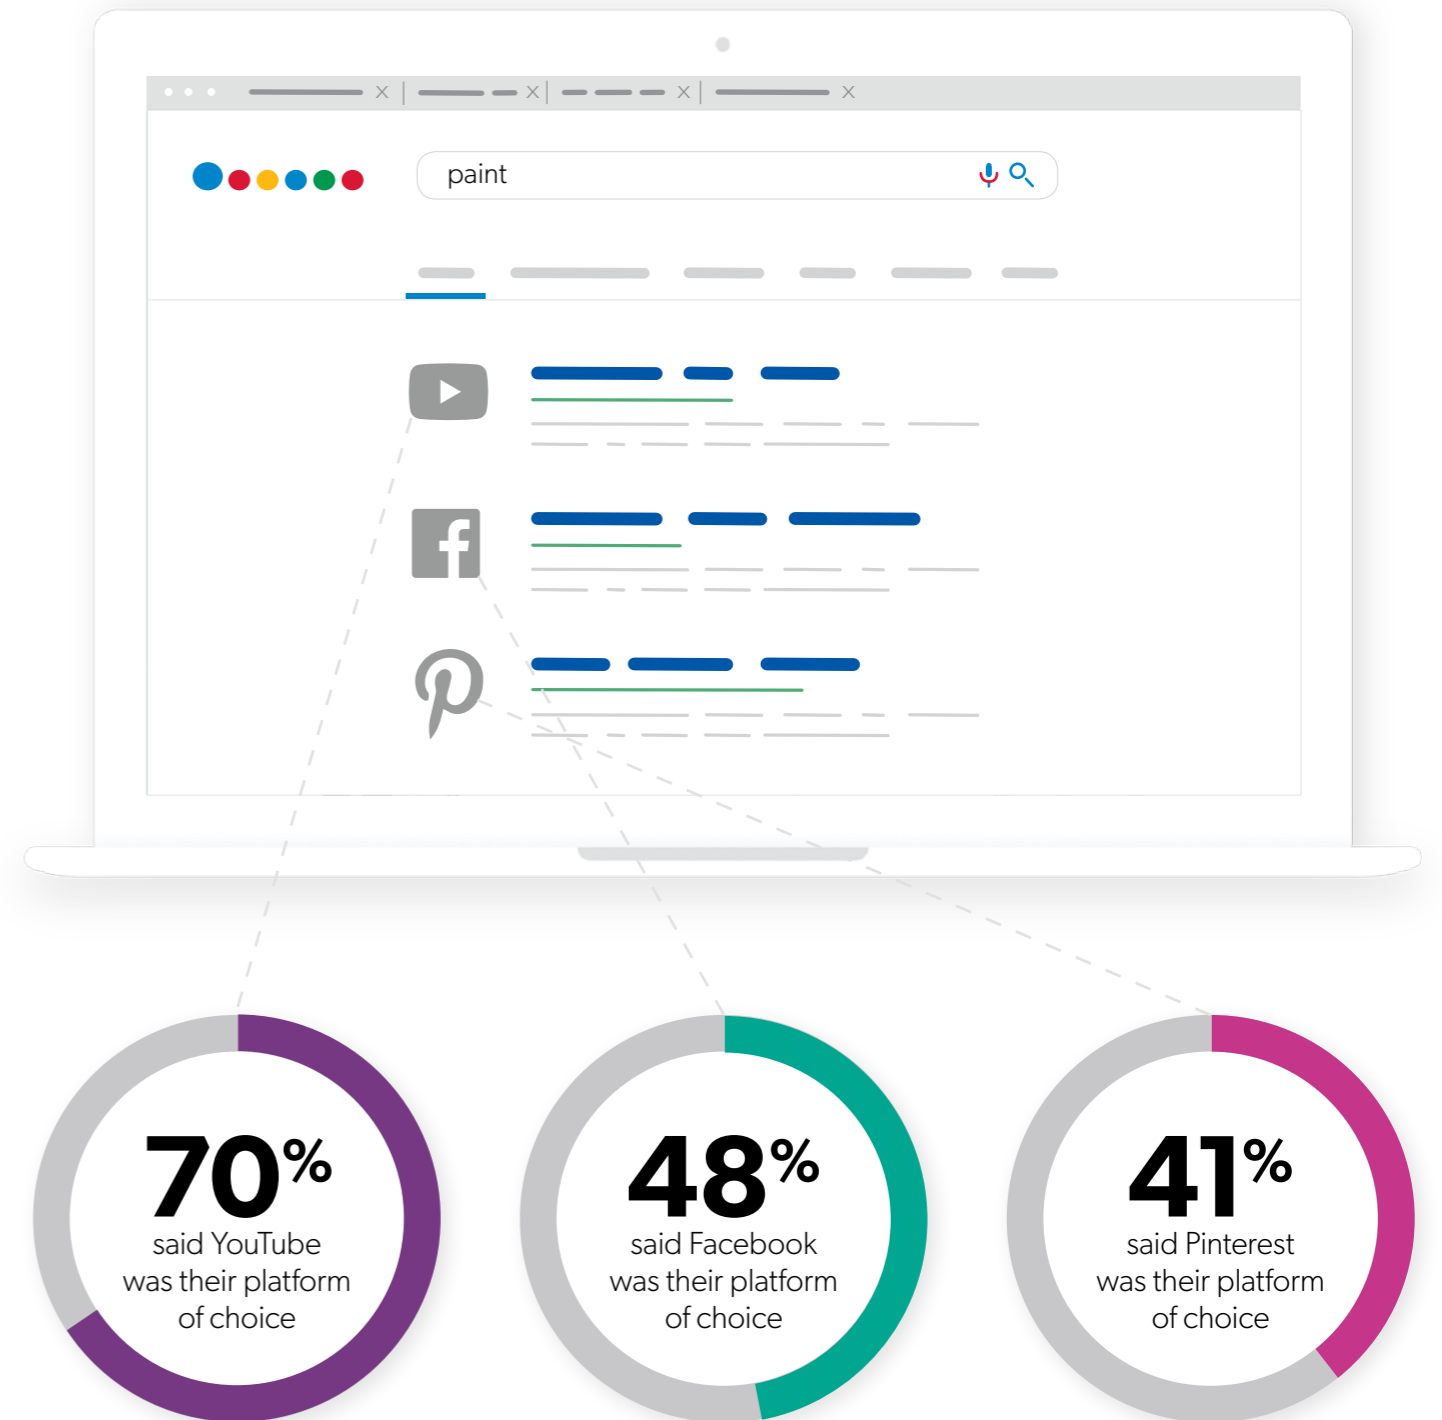 X X X X
paint
70%
said YouTube
was their platform
of choice
48%
said Facebook
was their platform
of choice
41%
said Pinterest
was their platform
of choice